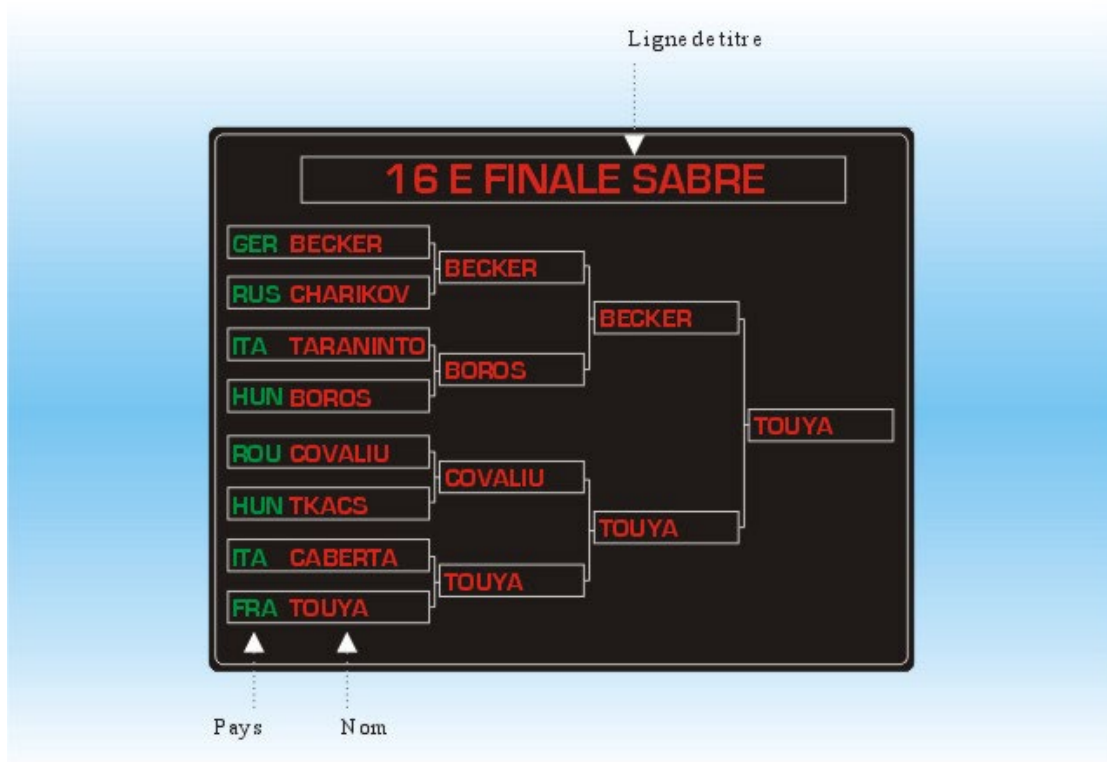 Ligne de titre
16 E FINALE SABRE
GER BECKER
RUS CHARIKOV
ITA TARANINTO
HUN BOROS
ROU COVALIU
HUN TKACS
ITA CABERTA
FRA TOUYA
BECKER
BOROS
COVALIU
TOUYA
BECKER
TOUYA
TOUYA
Pays
Nom